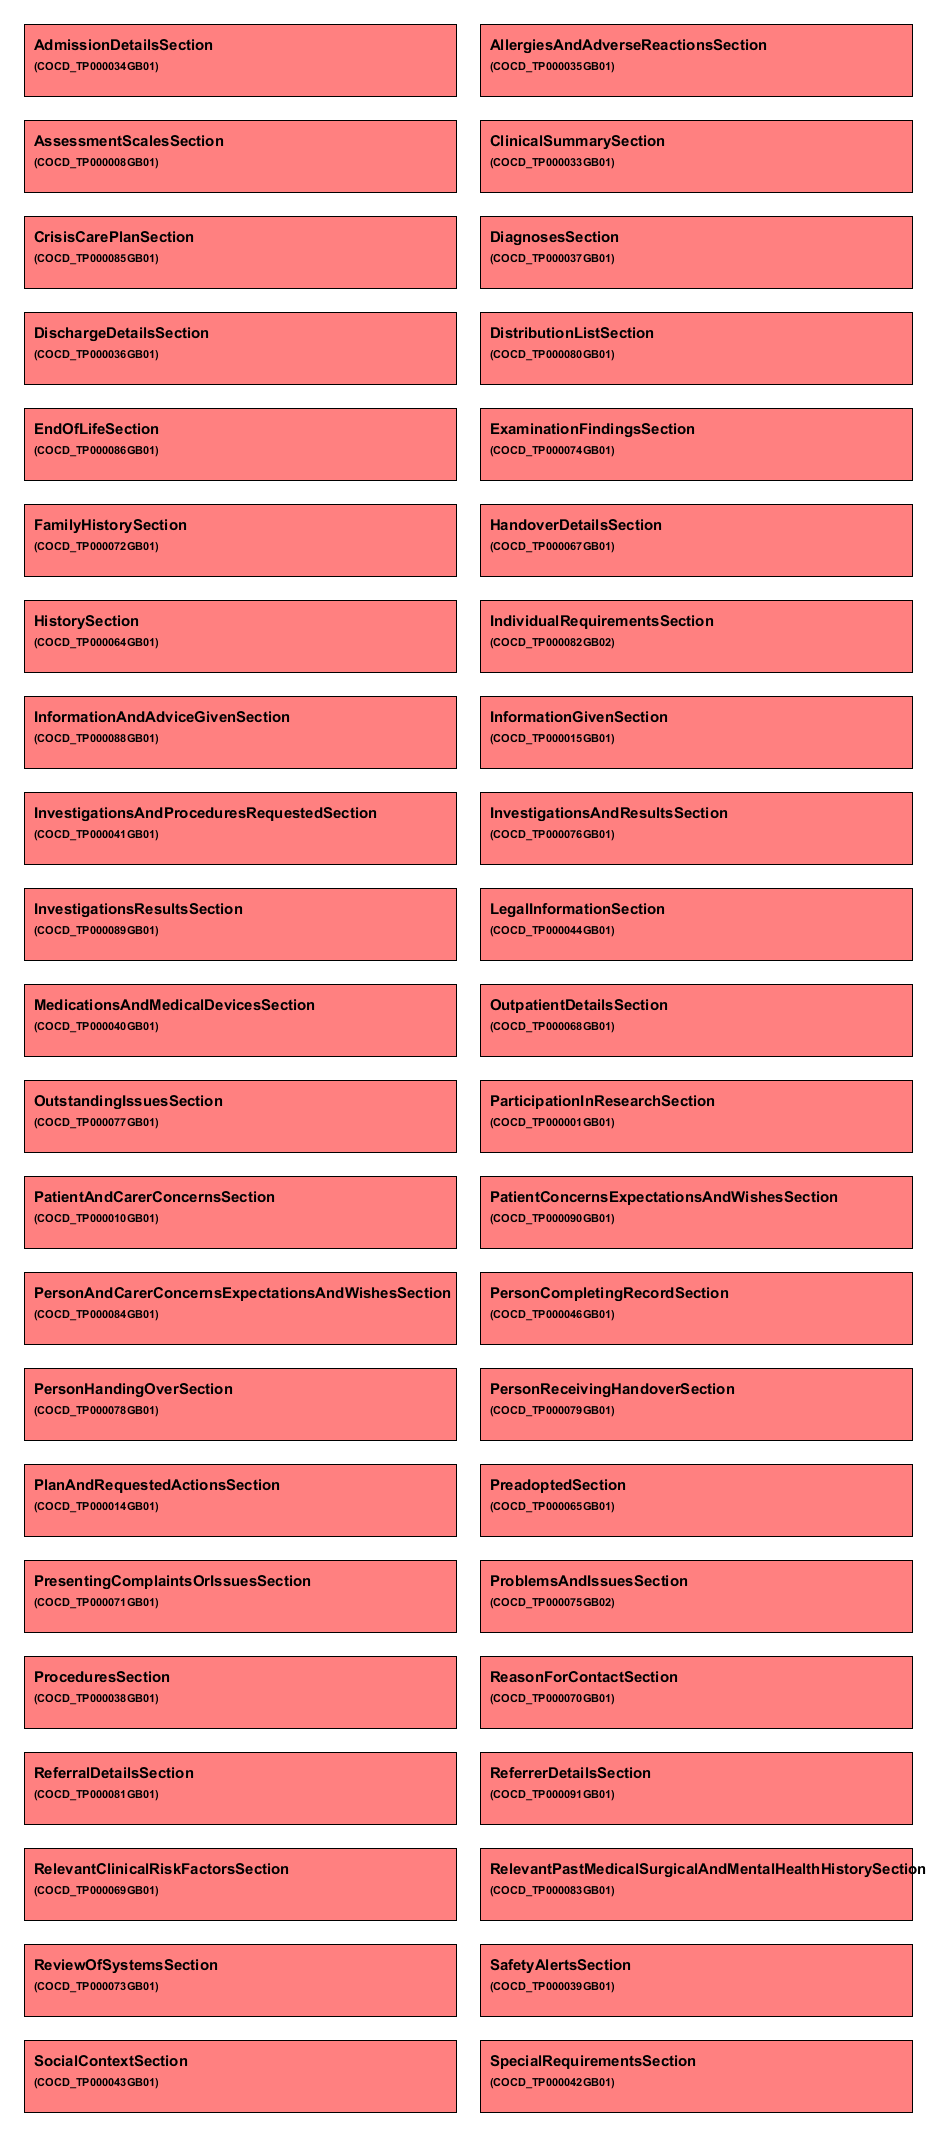 AdmissionDetailsSection
(COCD_TP000034GB01)
AllergiesAndAdverseReactionsSection
(COCD_TP000035GB01)
AssessmentScalesSection
(COCD_TP000008GB01)
ClinicalSummarySection
(COCD_TP000033GB01)
CrisisCarePlanSection
(COCD_TP000085GB01)
DiagnosesSection
(COCD_TP000037GB01)
DischargeDetailsSection
(COCD_TP000036GB01)
DistributionListSection
(COCD_TP000080GB01)
EndOfLifeSection
(COCD_TP000086GB01)
ExaminationFindingsSection
(COCD_TP000074GB01)
FamilyHistorySection
(COCD_TP000072GB01)
HandoverDetailsSection
(COCD_TP000067GB01)
HistorySection
(COCD_TP000064GB01)
IndividualRequirementsSection
(COCD_TP000082GB02)
InformationAndAdviceGivenSection
(COCD_TP000088GB01)
InformationGivenSection
(COCD_TP000015GB01)
InvestigationsAndProceduresRequestedSection
(COCD_TP000041GB01)
InvestigationsAndResultsSection
(COCD_TP000076GB01)
InvestigationsResultsSection
(COCD_TP000089GB01)
LegalInformationSection
(COCD_TP000044GB01)
MedicationsAndMedicalDevicesSection
(COCD_TP000040GB01)
OutpatientDetailsSection
(COCD_TP000068GB01)
OutstandingIssuesSection
(COCD_TP000077GB01)
ParticipationInResearchSection
(COCD_TP000001GB01)
PatientAndCarerConcernsSection
(COCD_TP000010GB01)
PatientConcernsExpectationsAndWishesSection
(COCD_TP000090GB01)
PersonAndCarerConcernsExpectationsAndWishesSection
(COCD_TP000084GB01)
PersonCompletingRecordSection
(COCD_TP000046GB01)
PersonHandingOverSection
(COCD_TP000078GB01)
PersonReceivingHandoverSection
(COCD_TP000079GB01)
PlanAndRequestedActionsSection
(COCD_TP000014GB01)
PreadoptedSection
(COCD_TP000065GB01)
PresentingComplaintsOrIssuesSection
(COCD_TP000071GB01)
ProblemsAndIssuesSection
(COCD_TP000075GB02)
ProceduresSection
(COCD_TP000038GB01)
ReasonForContactSection
(COCD_TP000070GB01)
ReferralDetailsSection
(COCD_TP000081GB01)
ReferrerDetailsSection
(COCD_TP000091GB01)
RelevantClinicalRiskFactorsSection
(COCD_TP000069GB01)
RelevantPastMedicalSurgicalAndMentalHealthHistorySection
(COCD_TP000083GB01)
ReviewOfSystemsSection
(COCD_TP000073GB01)
SafetyAlertsSection
(COCD_TP000039GB01)
SocialContextSection
(COCD_TP000043GB01)
SpecialRequirementsSection
(COCD_TP000042GB01)